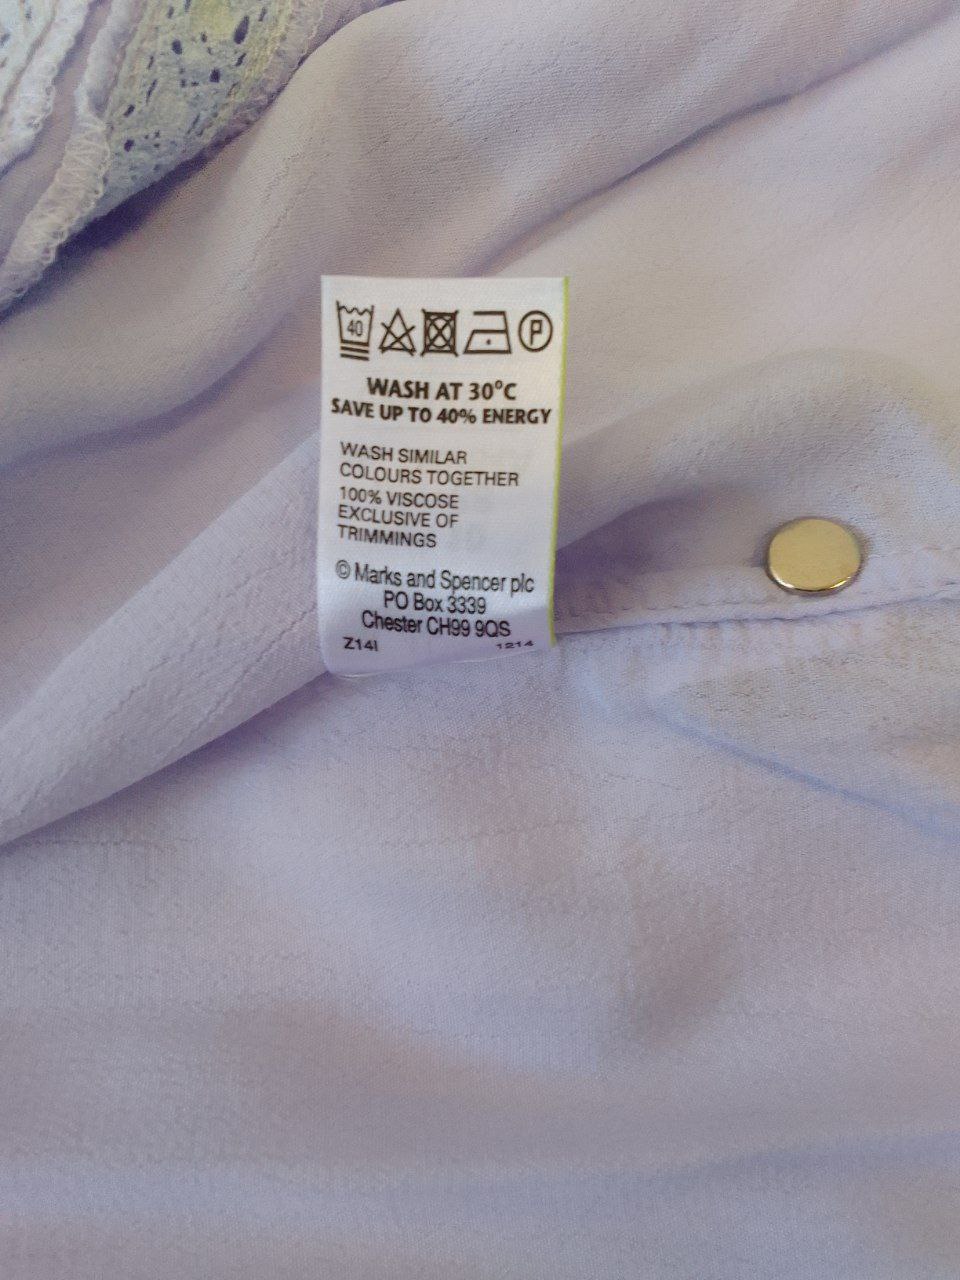 40 P
WASH AT 30°C
SAVE UP TO 40% ENERGY
WASH SIMILAR
COLOURS TOGETHER
100% VISCOSE
EXCLUSIVE OF
TRIMMINGS
© Marks and Spencer plc
PO Box 3339
Chester CH99 9QS
Z14I 1214